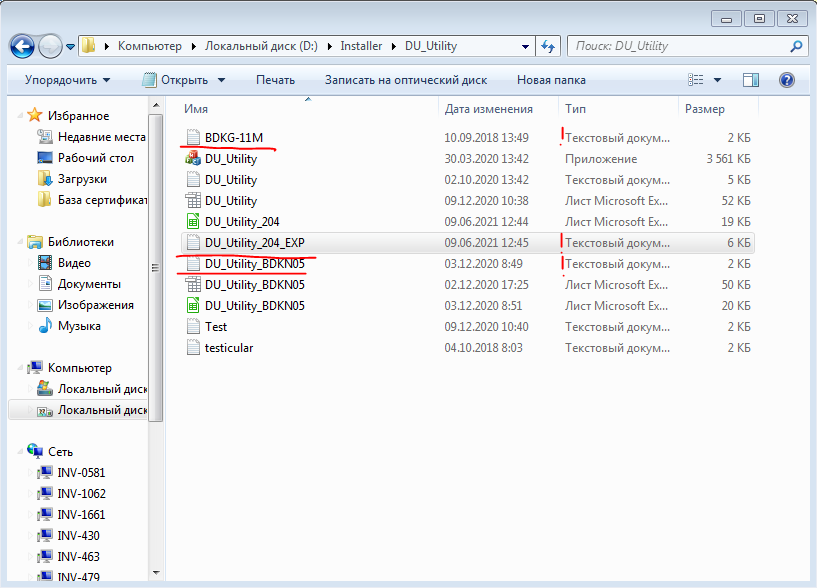 Компьютер Локальный диск (D:) Installer DU_Utility Поиск: DU_Utility
Упорядочить Открыть Печать Записать на оптический диск Новая папка
Избранное
Недавние места
Рабочий стол
Загрузки
База сертификат
Библиотеки
Видео
Документы
Изображения
Музыка
Компьютер
Локальный диск
Локальный диск
Сеть
INV-0581
INV-1062
INV-1661
INV-430
INV-463
INV-479
Имя Дата изменения Тип Размер
BDKG-11M 10.09.2018 13:49 Текстовый докум... 2 КБ
DU_Utility 30.03.2020 13:42 Приложение 3 561 КБ
DU_Utility 02.10.2020 13:42 Текстовый докум... 5 КБ
DU_Utility 09.12.2020 10:38 Лист Microsoft Ex... 52 КБ
DU_Utility_204 09.06.2021 12:44 Лист Microsoft Ex... 19 КБ
DU_Utility_204_EXP 09.06.2021 12:45 Текстовый докум... 6 КБ
DU_Utility_BDKN05 03.12.2020 8:49 Текстовый докум... 2 КБ
DU_Utility_BDKN05 02.12.2020 17:25 Лист Microsoft Ex... 50 КБ
DU_Utility_BDKN05 03.12.2020 8:51 Лист Microsoft Ex... 20 КБ
Test 09.12.2020 10:40 Текстовый докум... 2 КБ
testicular 04.10.2018 8:03 Текстовый докум... 2 КБ